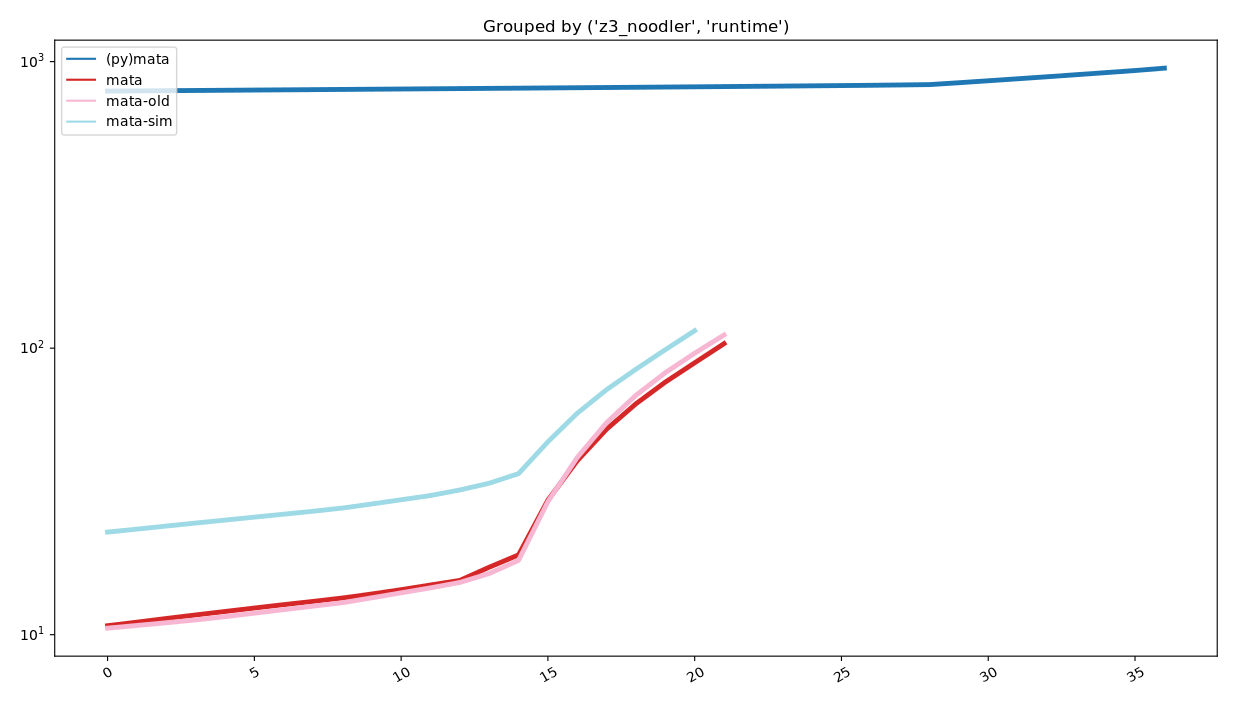 Grouped by ('z3_noodler', 'runtime')
(py)mata
mata
mata-old
mata-sim
10³
10²
10¹
0 5 10 15 20 25 30 35